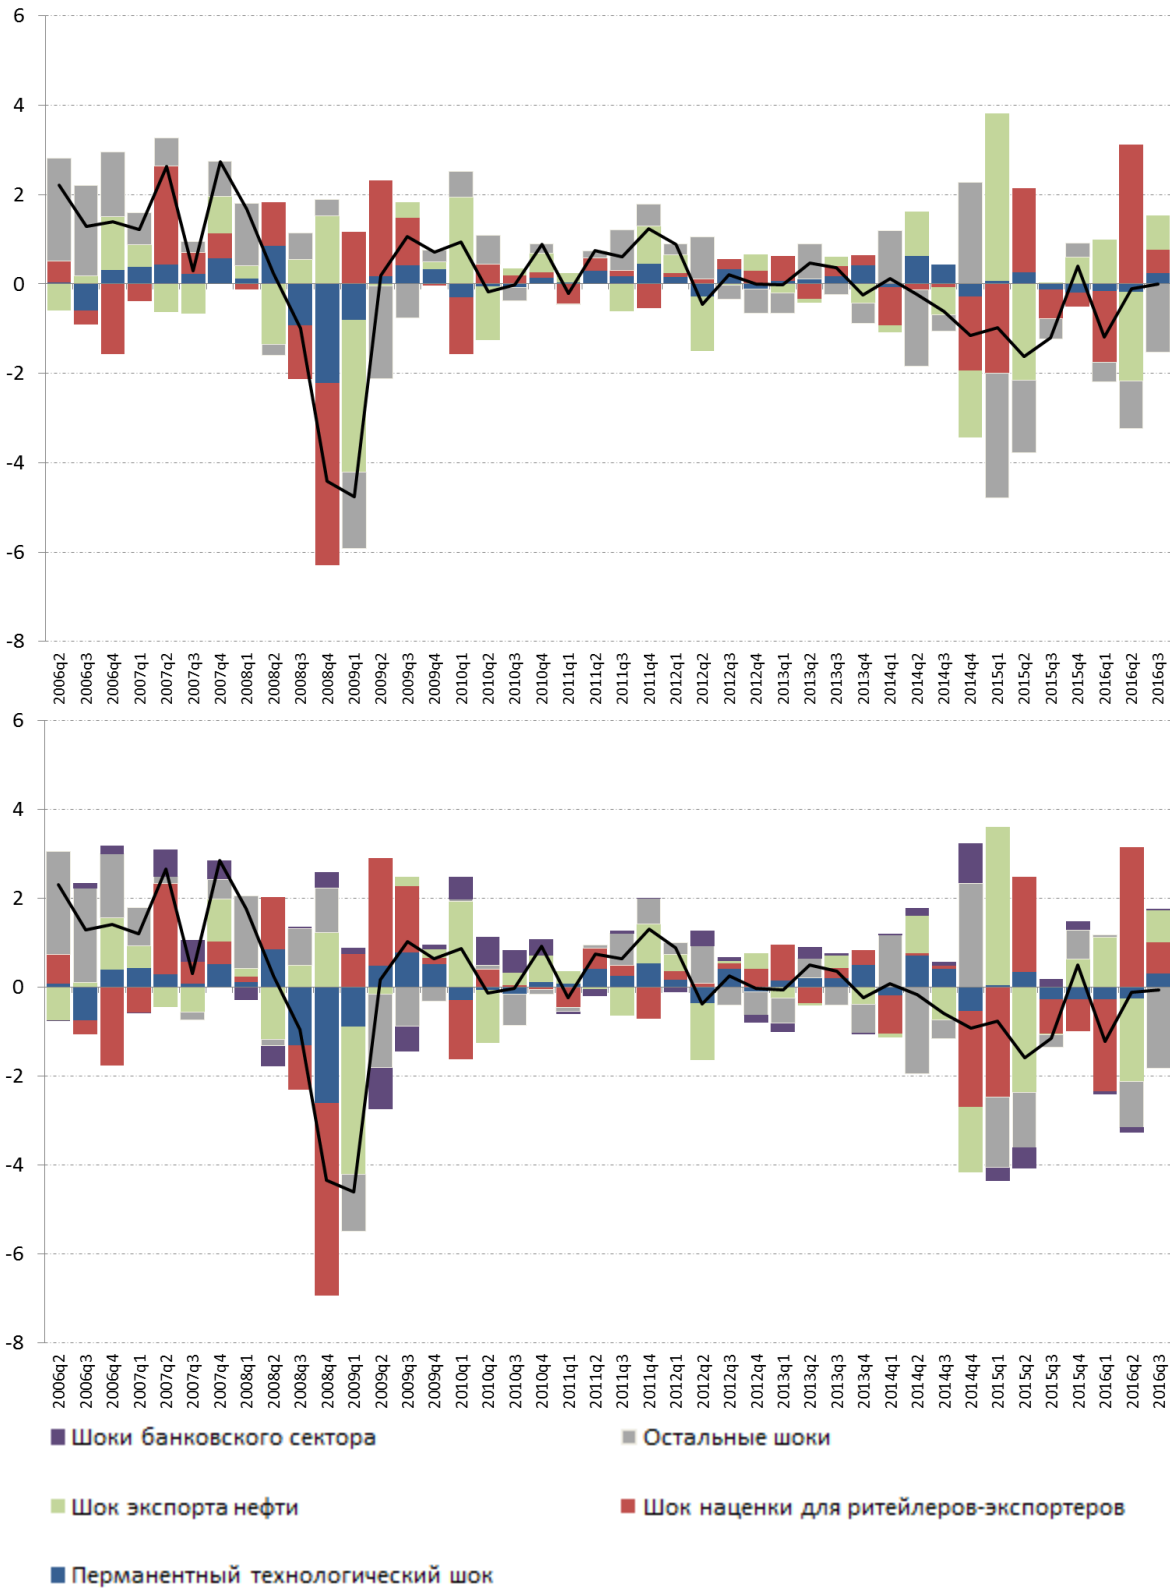 6
4
2
0
-2
-4
-6
-8
2006q2 2006q3 2006q4 2007q1 2007q2 2007q3 2007q4 2008q1 2008q2 2008q3 2008q4 2009q1 2009q2 2009q3 2009q4 2010q1 2010q2 2010q3 2010q4 2011q1 2011q2 2011q3 2011q4 2012q1 2012q2 2012q3 2012q4 2013q1 2013q2 2013q3 2013q4 2014q1 2014q2 2014q3 2014q4 2015q1 2015q2 2015q3 2015q4 2016q1 2016q2 2016q3
6
4
2
0
-2
-4
-6
-8
2006q2 2006q3 2006q4 2007q1 2007q2 2007q3 2007q4 2008q1 2008q2 2008q3 2008q4 2009q1 2009q2 2009q3 2009q4 2010q1 2010q2 2010q3 2010q4 2011q1 2011q2 2011q3 2011q4 2012q1 2012q2 2012q3 2012q4 2013q1 2013q2 2013q3 2013q4 2014q1 2014q2 2014q3 2014q4 2015q1 2015q2 2015q3 2015q4 2016q1 2016q2 2016q3
Шоки банковского сектора
Остальные шоки
Шок экспорта нефти
Шок наценки для ритейлеров-экспортеров
Перманентный технологический шок